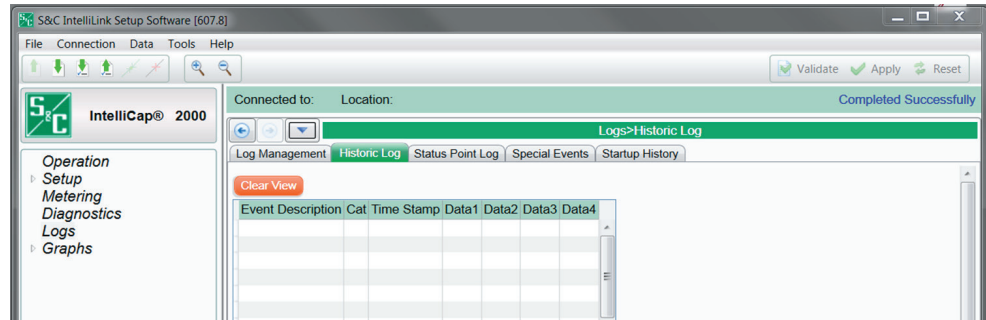 S&C IntelliLink Setup Software [607.8]
File Connection Data Tools Help
Validate Apply Reset
S&C IntelliCap® 2000
Connected to: Location: Completed Successfully
Logs>Historic Log
Log Management Historic Log Status Point Log Special Events Startup History
Operation
Setup
Metering
Diagnostics
Logs
Graphs
Clear View
Event Description Cat Time Stamp Data1 Data2 Data3 Data4